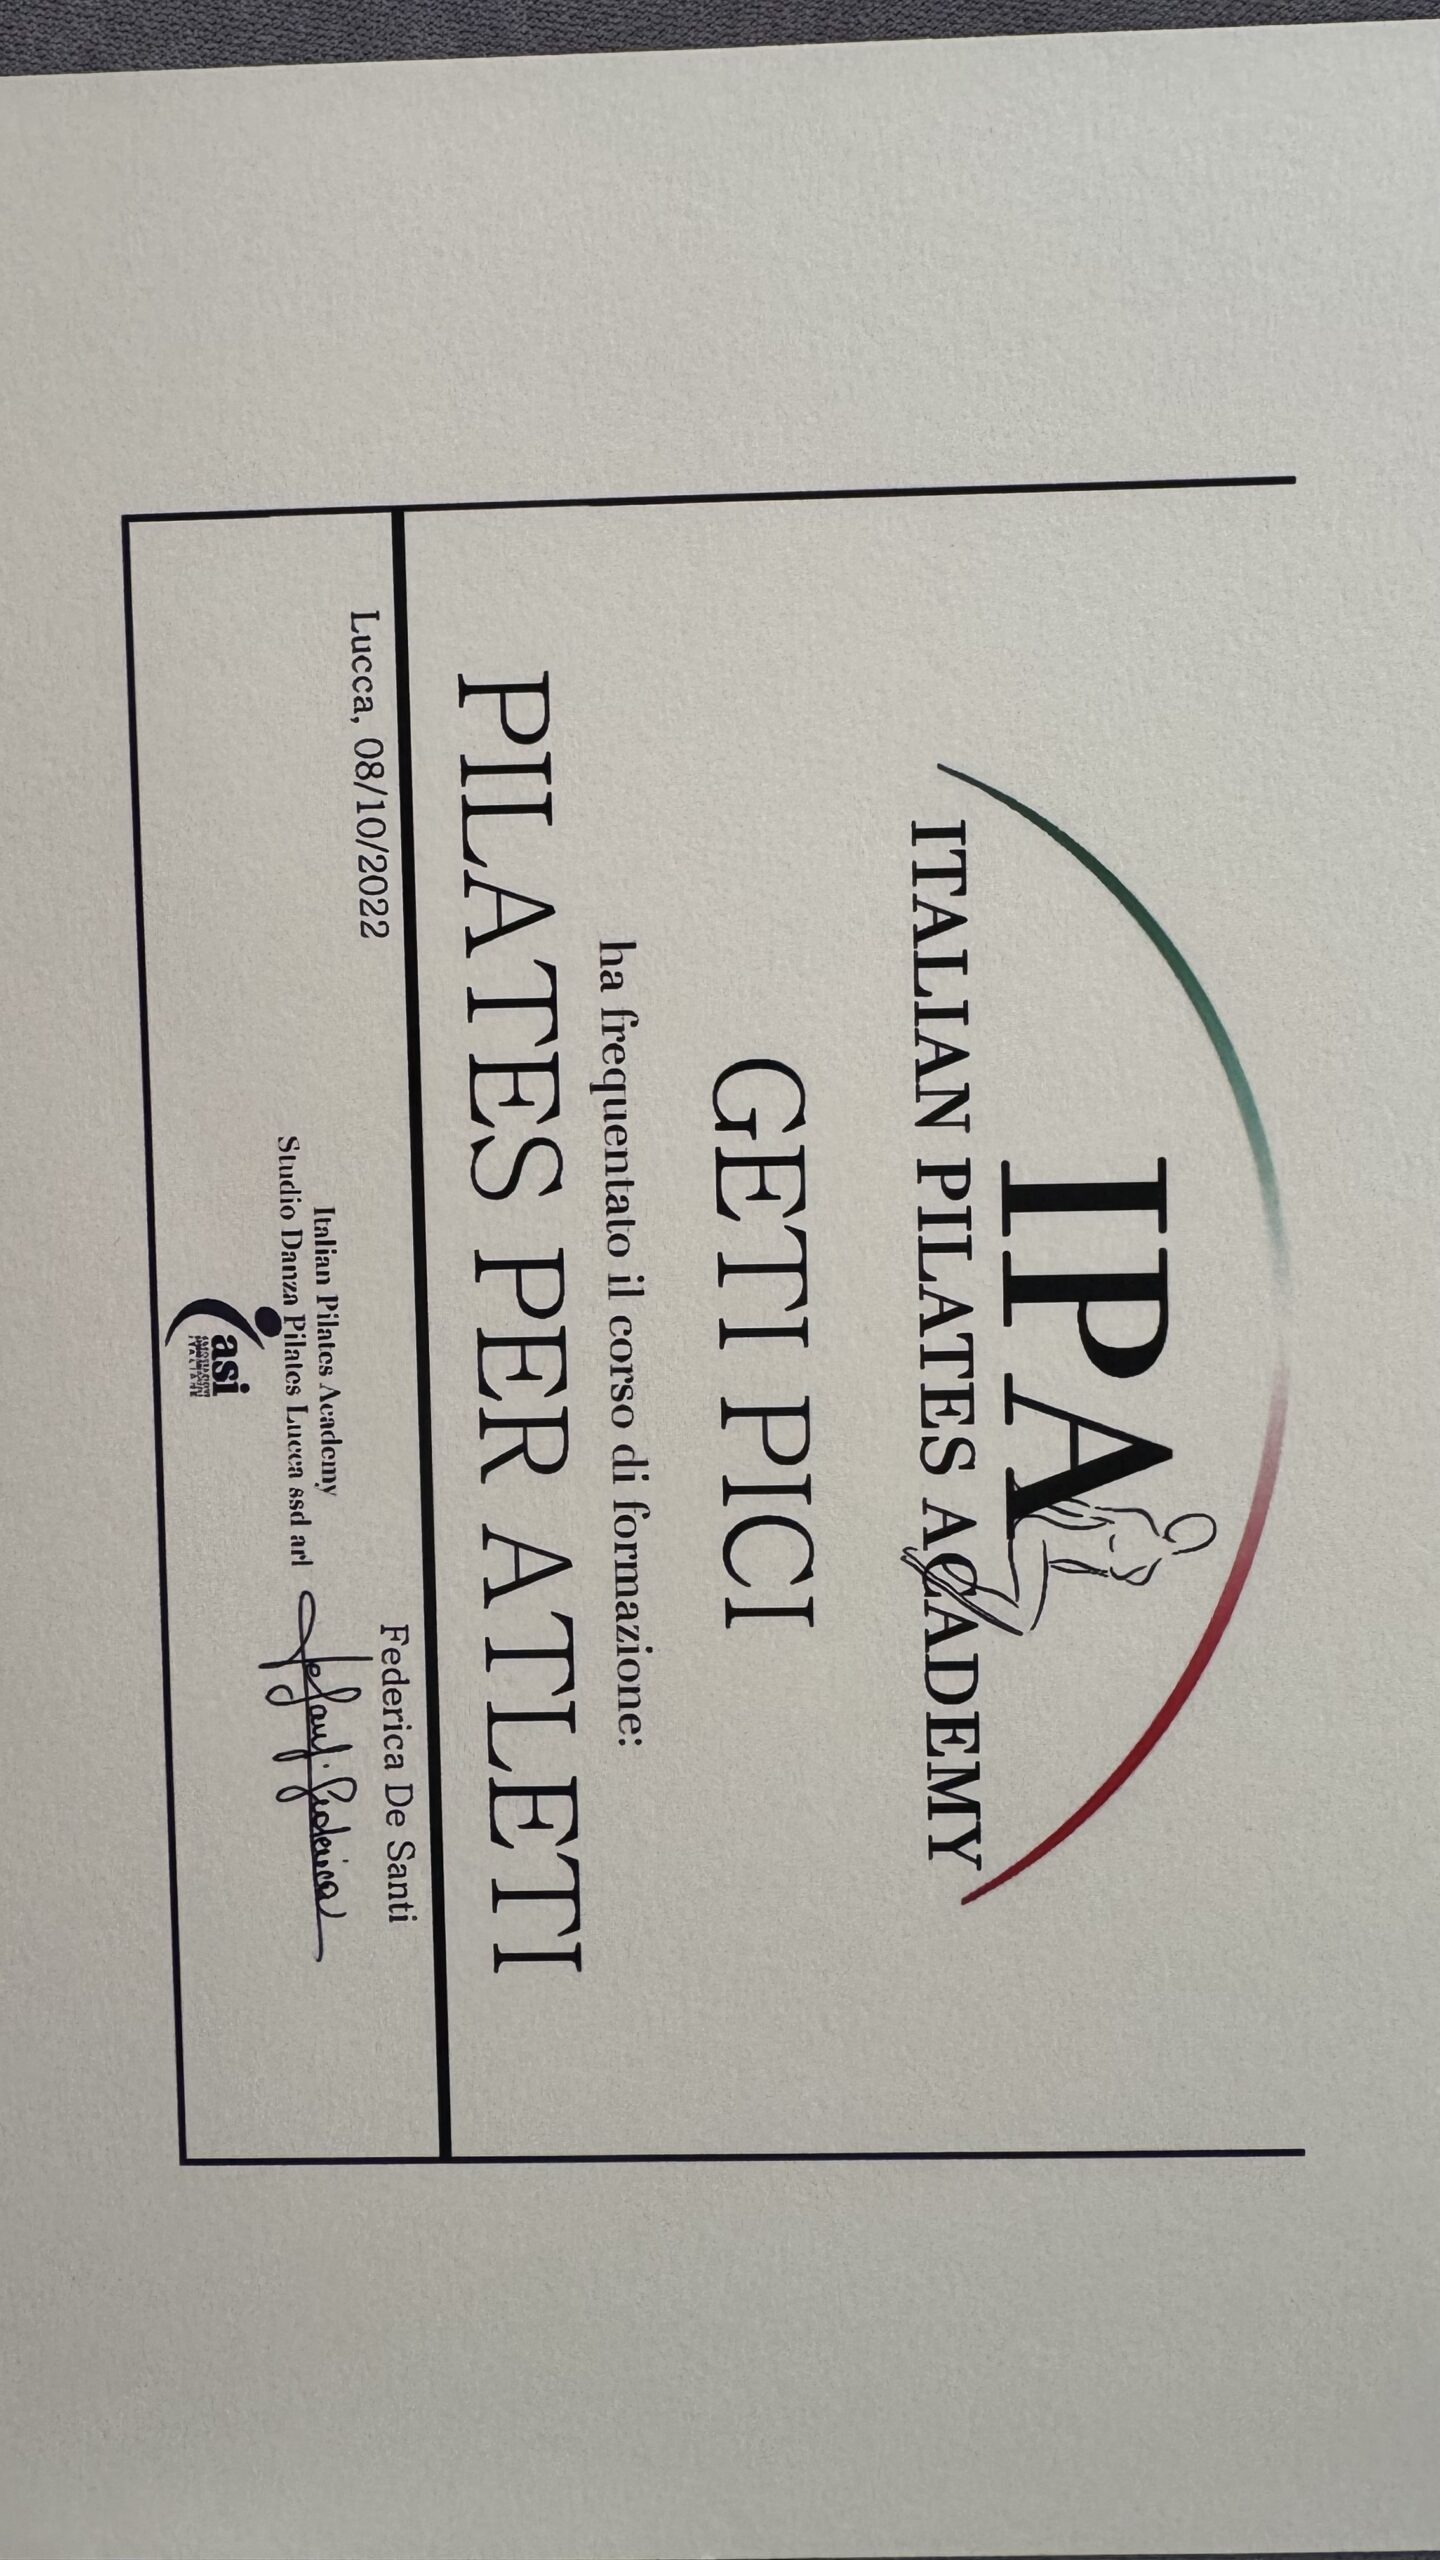 IPA
ITALIAN PILATES ACADEMY
GETI PICI
ha frequentato il corso di formazione:
PILATES PER ATLETI
Lucca, 08/10/2022
Federica De Santi
Italian Pilates Academy
Studio Danza Pilates Lucca ssd arl
asi
ITALIANE